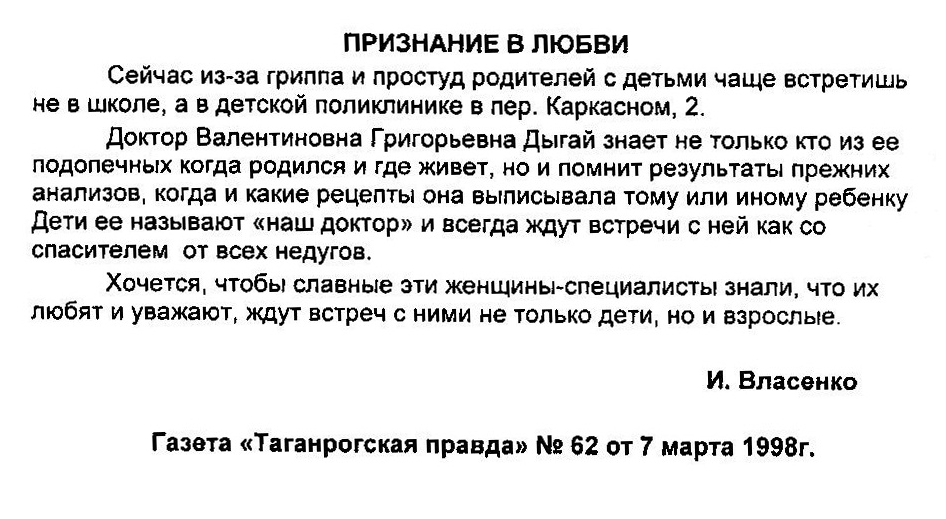 ПРИЗНАНИЕ В ЛЮБВИ
Сейчас из-за гриппа и простуд родителей с детьми чаще встретишь
не в школе, а в детской поликлинике в пер. Каркасном, 2.
Доктор Валентиновна Григорьевна Дыгай знает не только кто из ее
подопечных когда родился и где живет, но и помнит результаты прежних
анализов, когда и какие рецепты она выписывала тому или иному ребенку
Дети ее называют «наш доктор» и всегда ждут встречи с ней как со
спасителем от всех недугов.
Хочется, чтобы славные эти женщины-специалисты знали, что их
любят и уважают, ждут встреч с ними не только дети, но и взрослые.
И. Власенко
Газета «Таганрогская правда» № 62 от 7 марта 1998г.